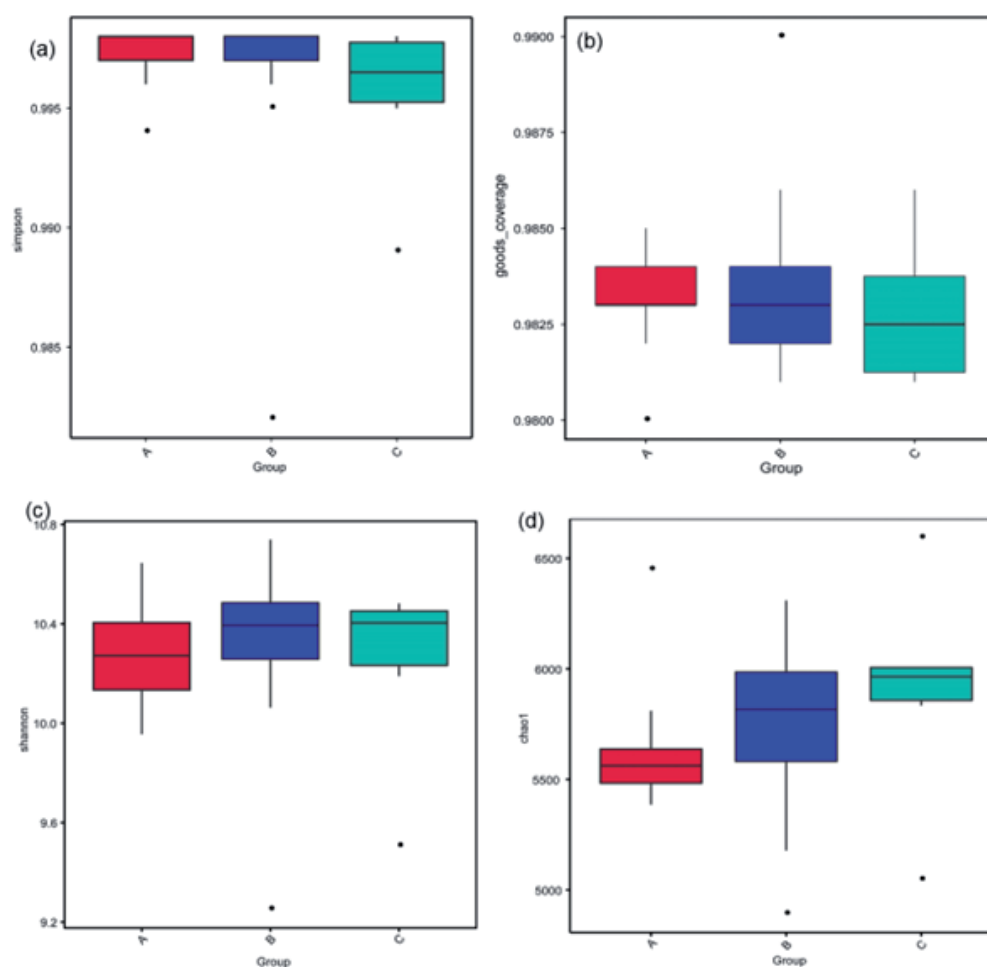 (a)
simpson
0.995
0.990
0.985
A
B
C
Group
(b)
goods_coverage
0.9900
0.9875
0.9850
0.9825
0.9800
A
B
C
Group
(c)
shannon
10.8
10.4
10.0
9.6
9.2
A
B
C
Group
(d)
chao1
6500
6000
5500
5000
A
B
C
Group